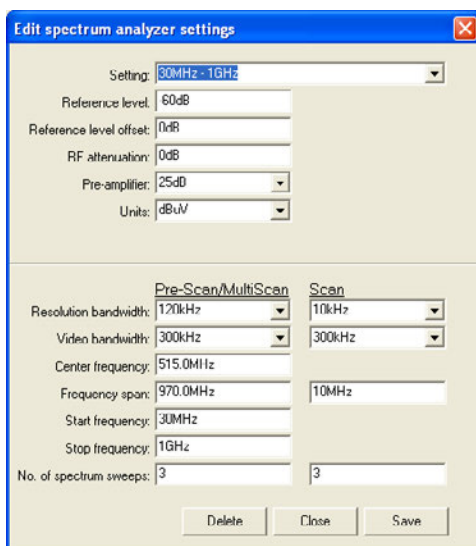 Edit spectrum analyzer settings
Setting: 30MHz - 1GHz
Reference level: 60dB
Reference level offset: 0dB
RF attenuation: 0dB
Pre-amplifier: 25dB
Units: dBuV
Pre-Scan/MultiScan Scan
Resolution bandwidth: 120kHz 10kHz
Video bandwidth: 300kHz 300kHz
Center frequency: 515.0MHz
Frequency span: 970.0MHz 10MHz
Start frequency: 30MHz
Stop frequency: 1GHz
No. of spectrum sweeps: 3 3
Delete Close Save